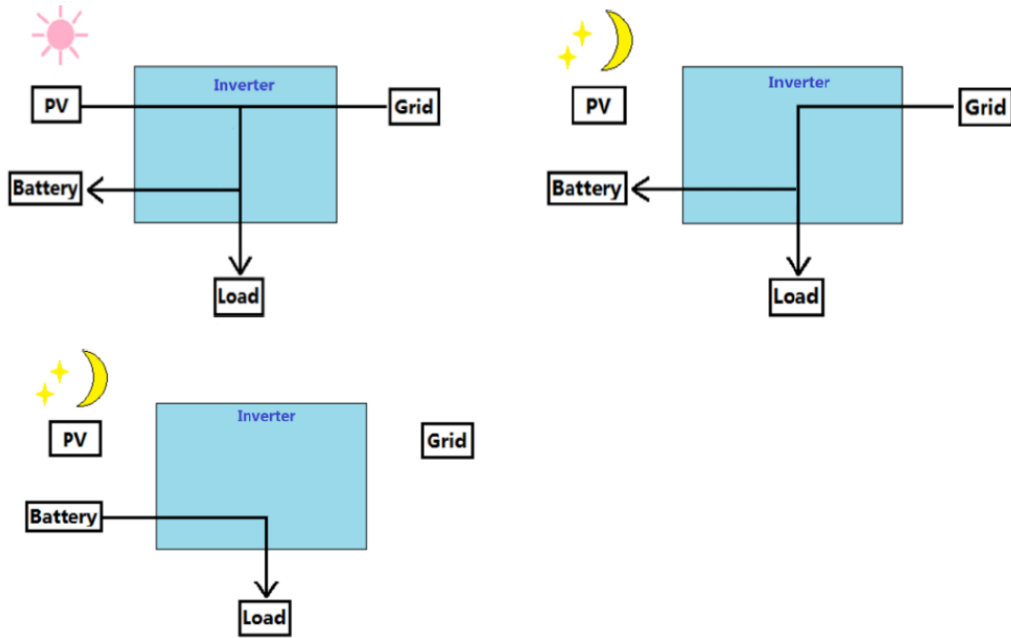 Inverter
PV
Grid
Battery
Load
Inverter
PV
Grid
Battery
Load
Inverter
PV
Grid
Battery
Load